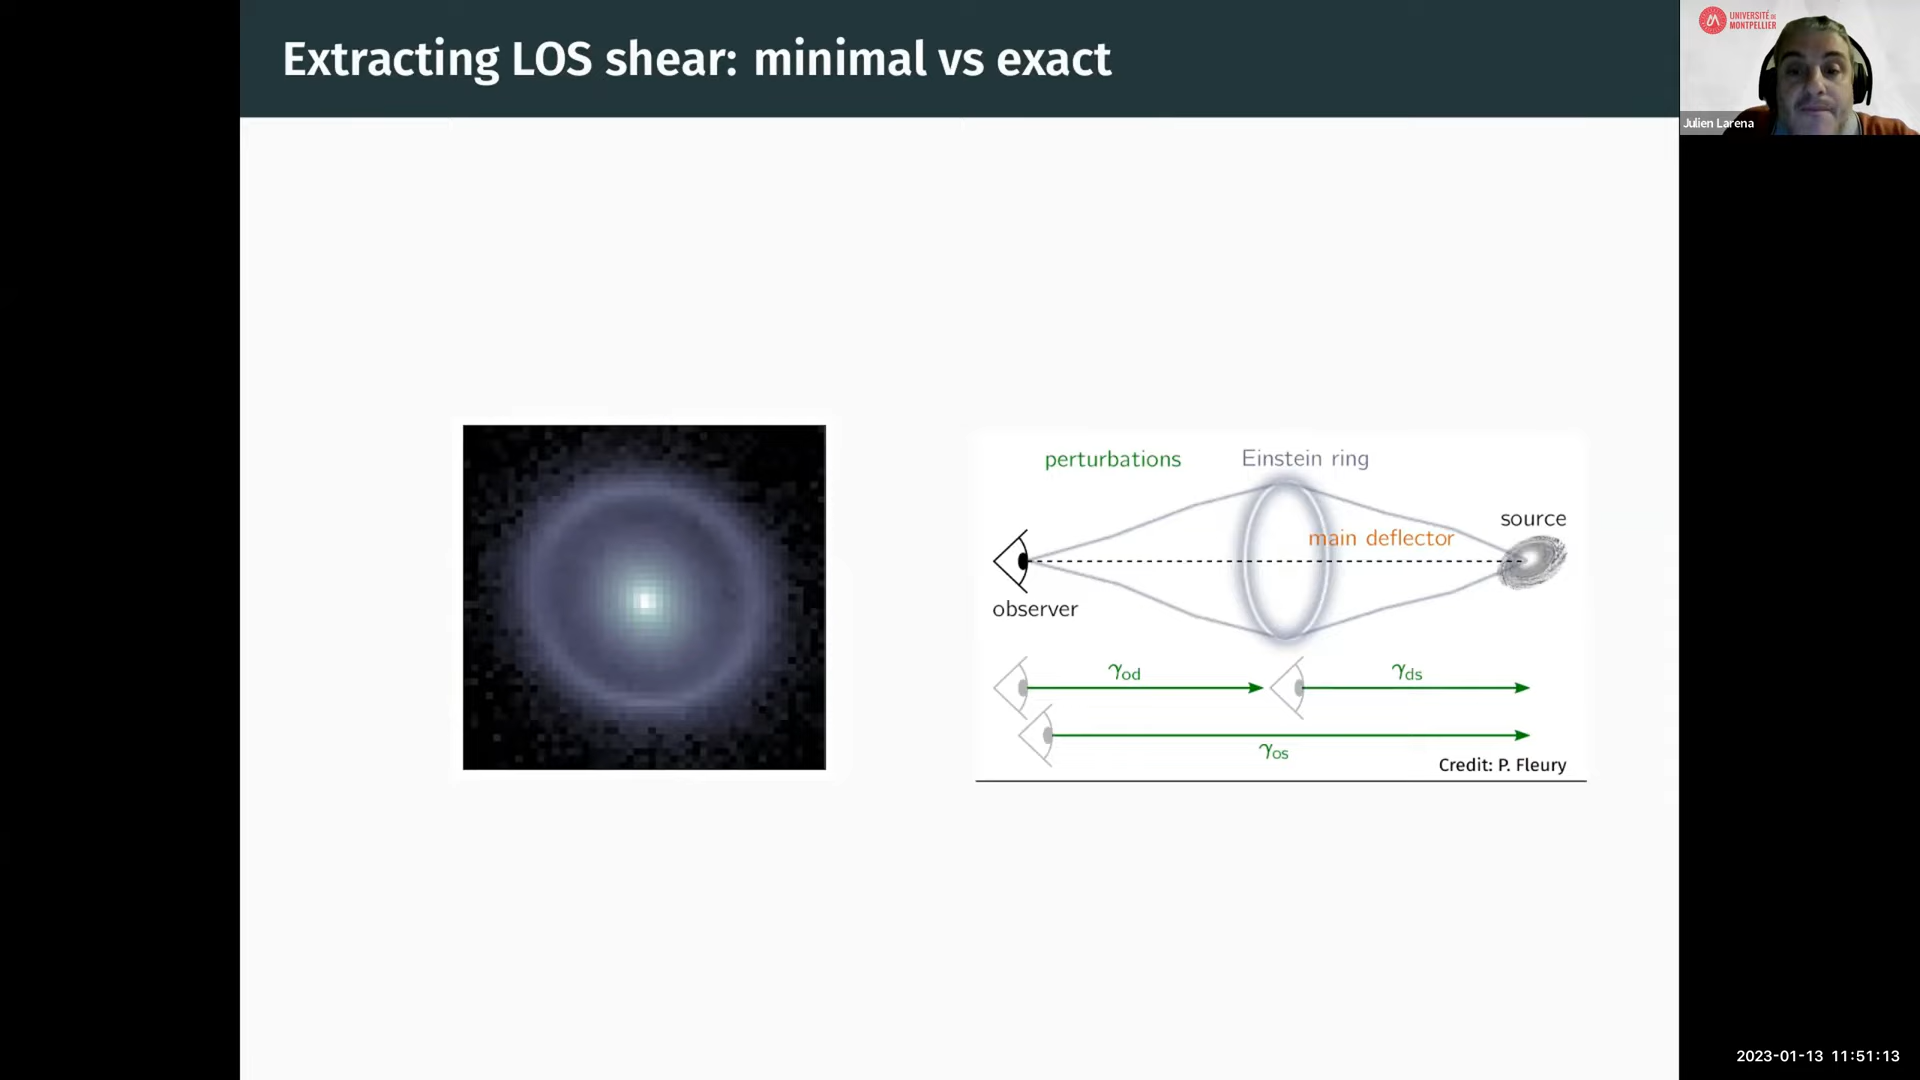 Extracting LOS shear: minimal vs exact
UNIVERSITÉ DE
MONTPELLIER
Julien Larena
perturbations
Einstein ring
source
main deflector
observer
γod
γds
γos
Credit: P. Fleury
2023-01-13 11:51:13